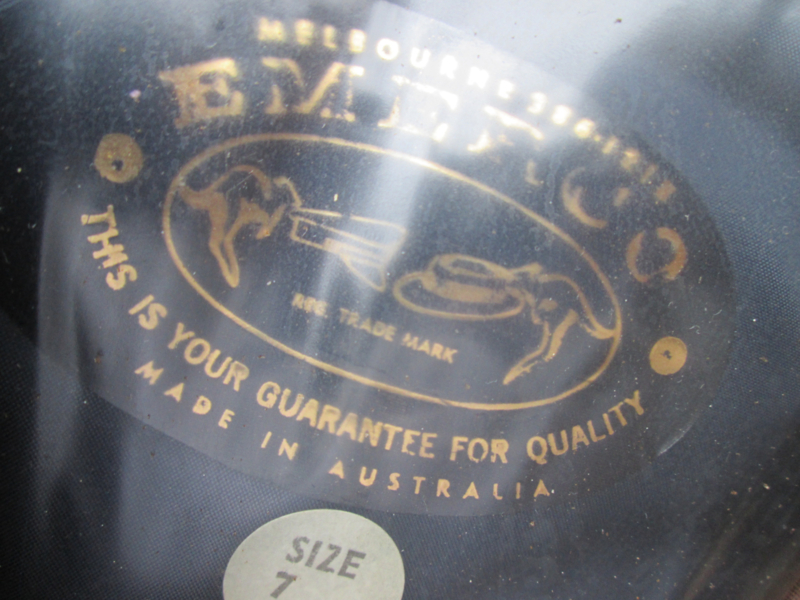 MELBOURNE
THIS IS YOUR GUARANTEE FOR QUALITY
MADE IN AUSTRALIA
REG. TRADE MARK
SIZE
7